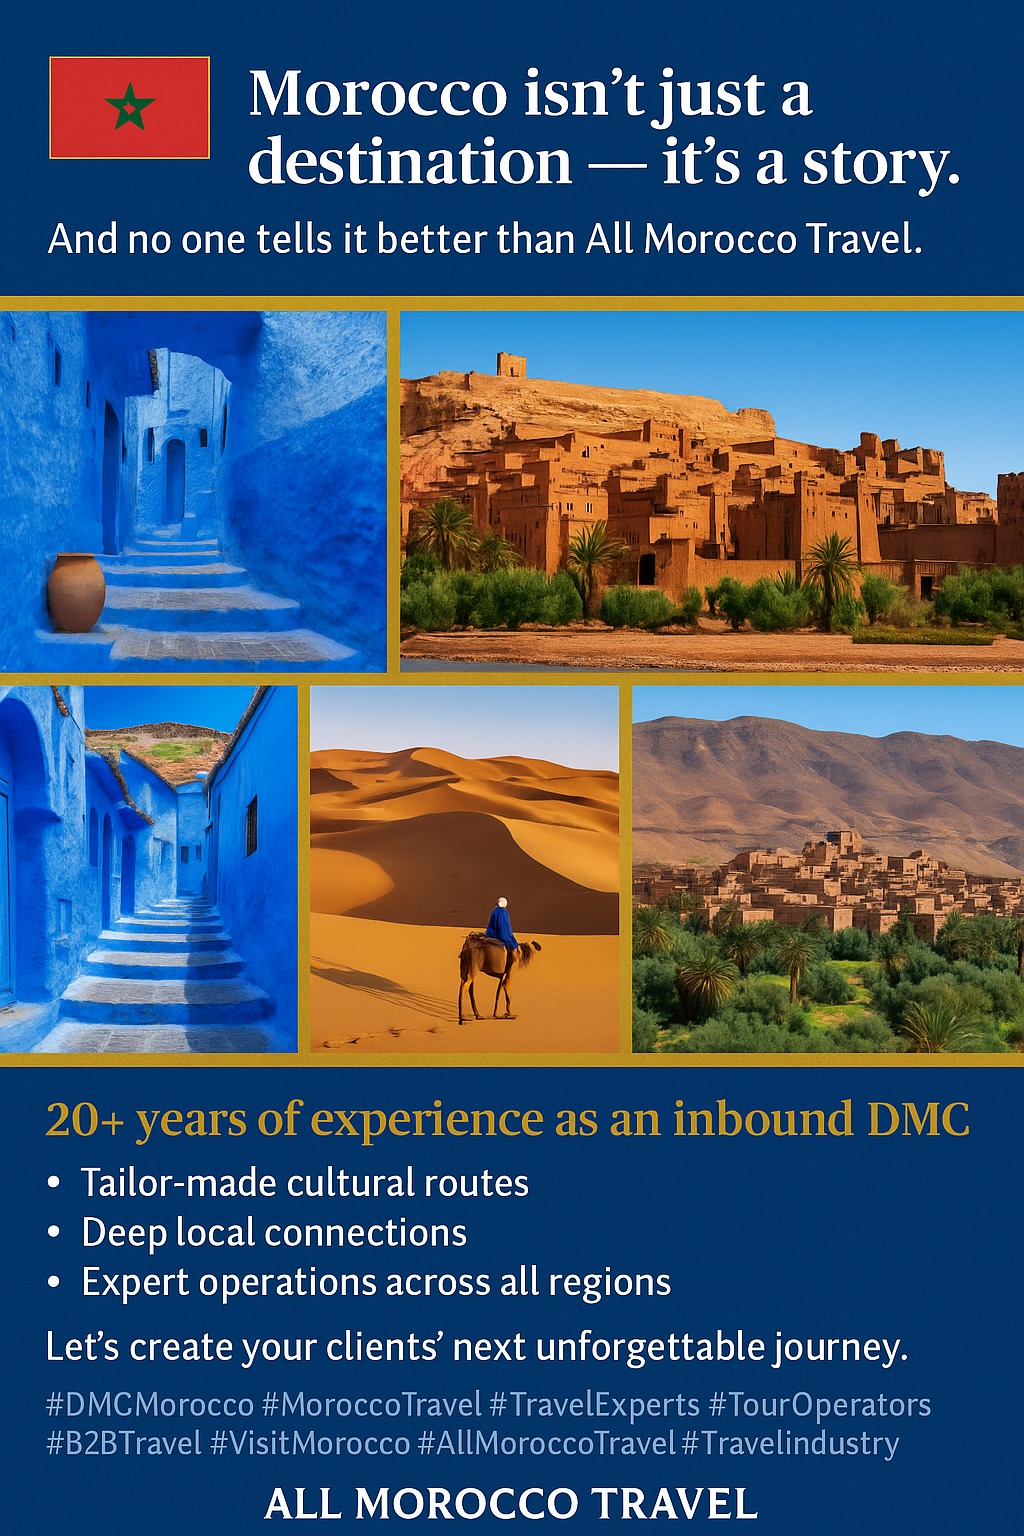 Morocco isn’t just a
destination — it’s a story.
And no one tells it better than All Morocco Travel.
20+ years of experience as an inbound DMC
• Tailor-made cultural routes
• Deep local connections
• Expert operations across all regions
Let’s create your clients’ next unforgettable journey.
#DMCMorocco #MoroccoTravel #TravelExperts #TourOperators
#B2BTravel #VisitMorocco #AllMoroccoTravel #Travelindustry
ALL MOROCCO TRAVEL